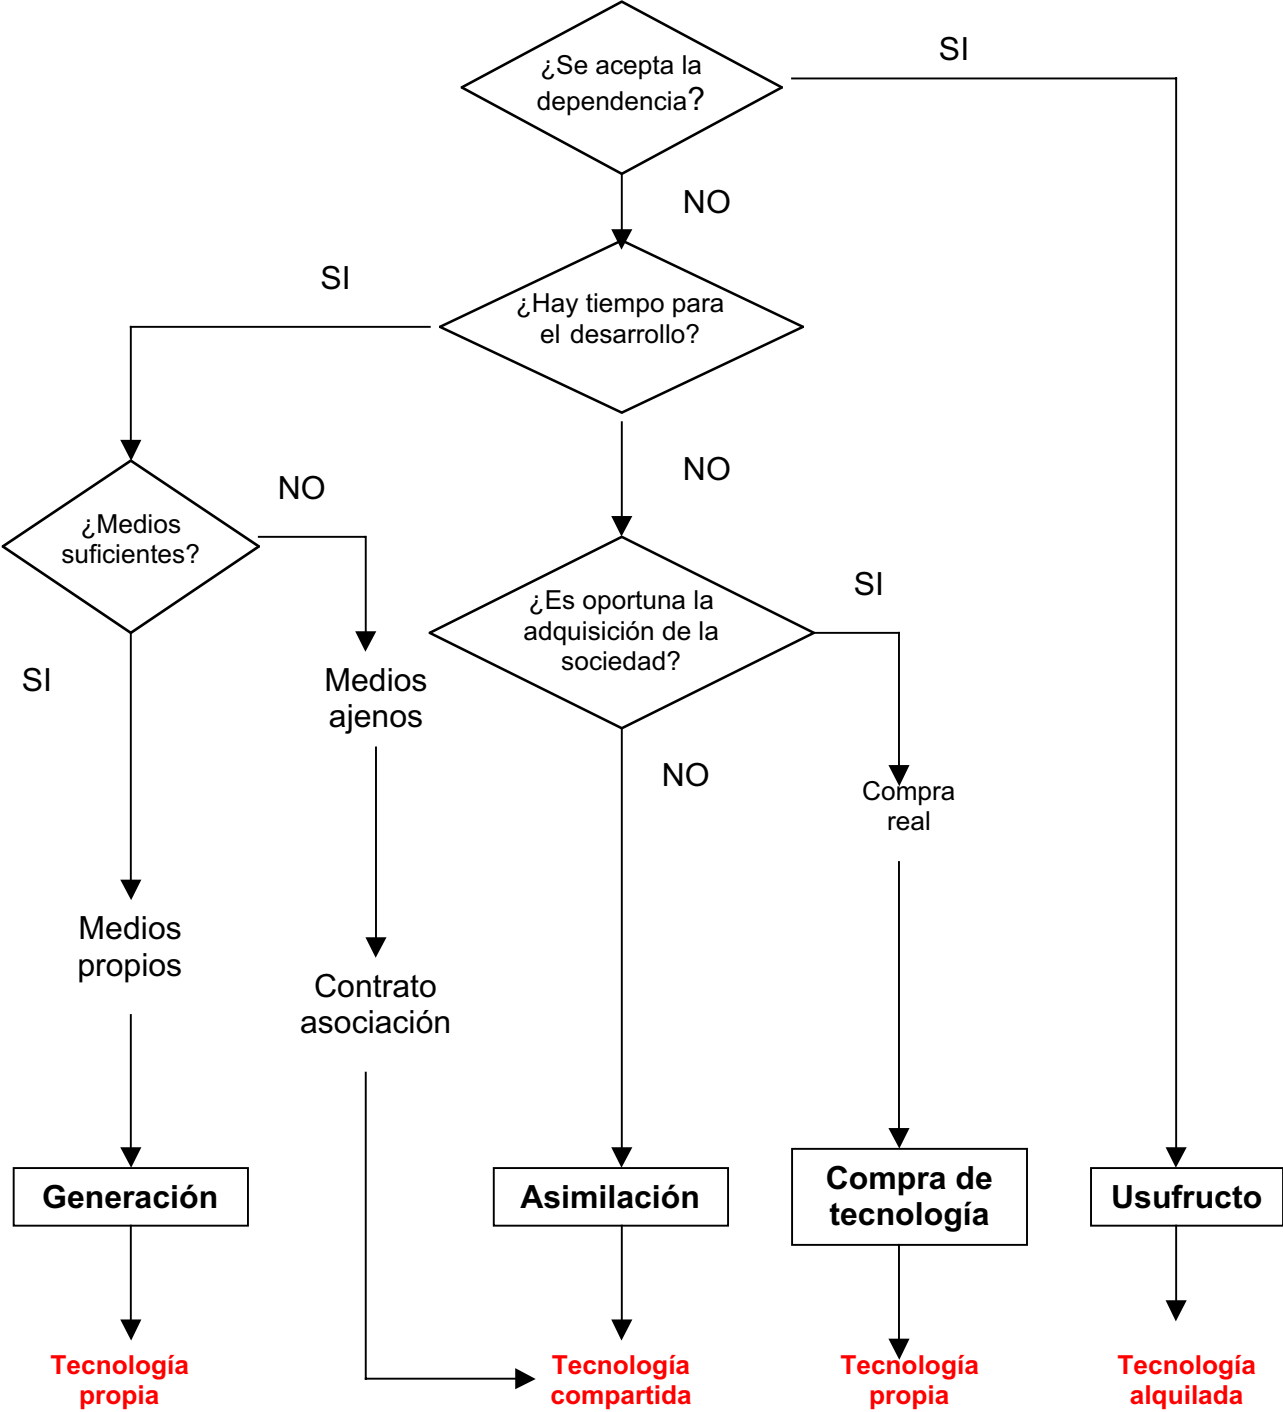 ¿Se acepta la
dependencia?
SI
NO
SI
¿Hay tiempo para
el desarrollo?
NO
NO
¿Medios
suficientes?
SI
¿Es oportuna la
adquisición de la
sociedad?
SI
Medios
ajenos
NO
Compra
real
Medios
propios
Contrato
asociación
Generación
Asimilación
Compra de
tecnología
Usufructo
Tecnología
propia
Tecnología
compartida
Tecnología
propia
Tecnología
alquilada